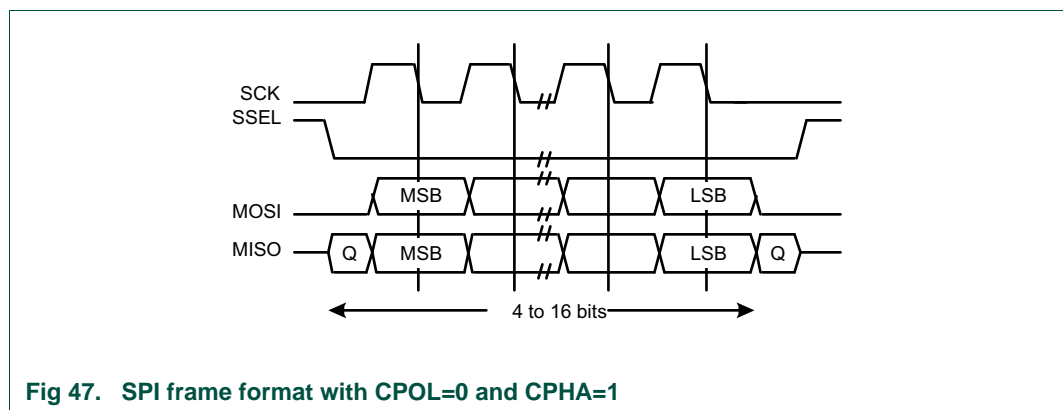 SCK
SSEL
MSB LSB
MOSI
MISO Q MSB LSB Q
4 to 16 bits
Fig 47. SPI frame format with CPOL=0 and CPHA=1